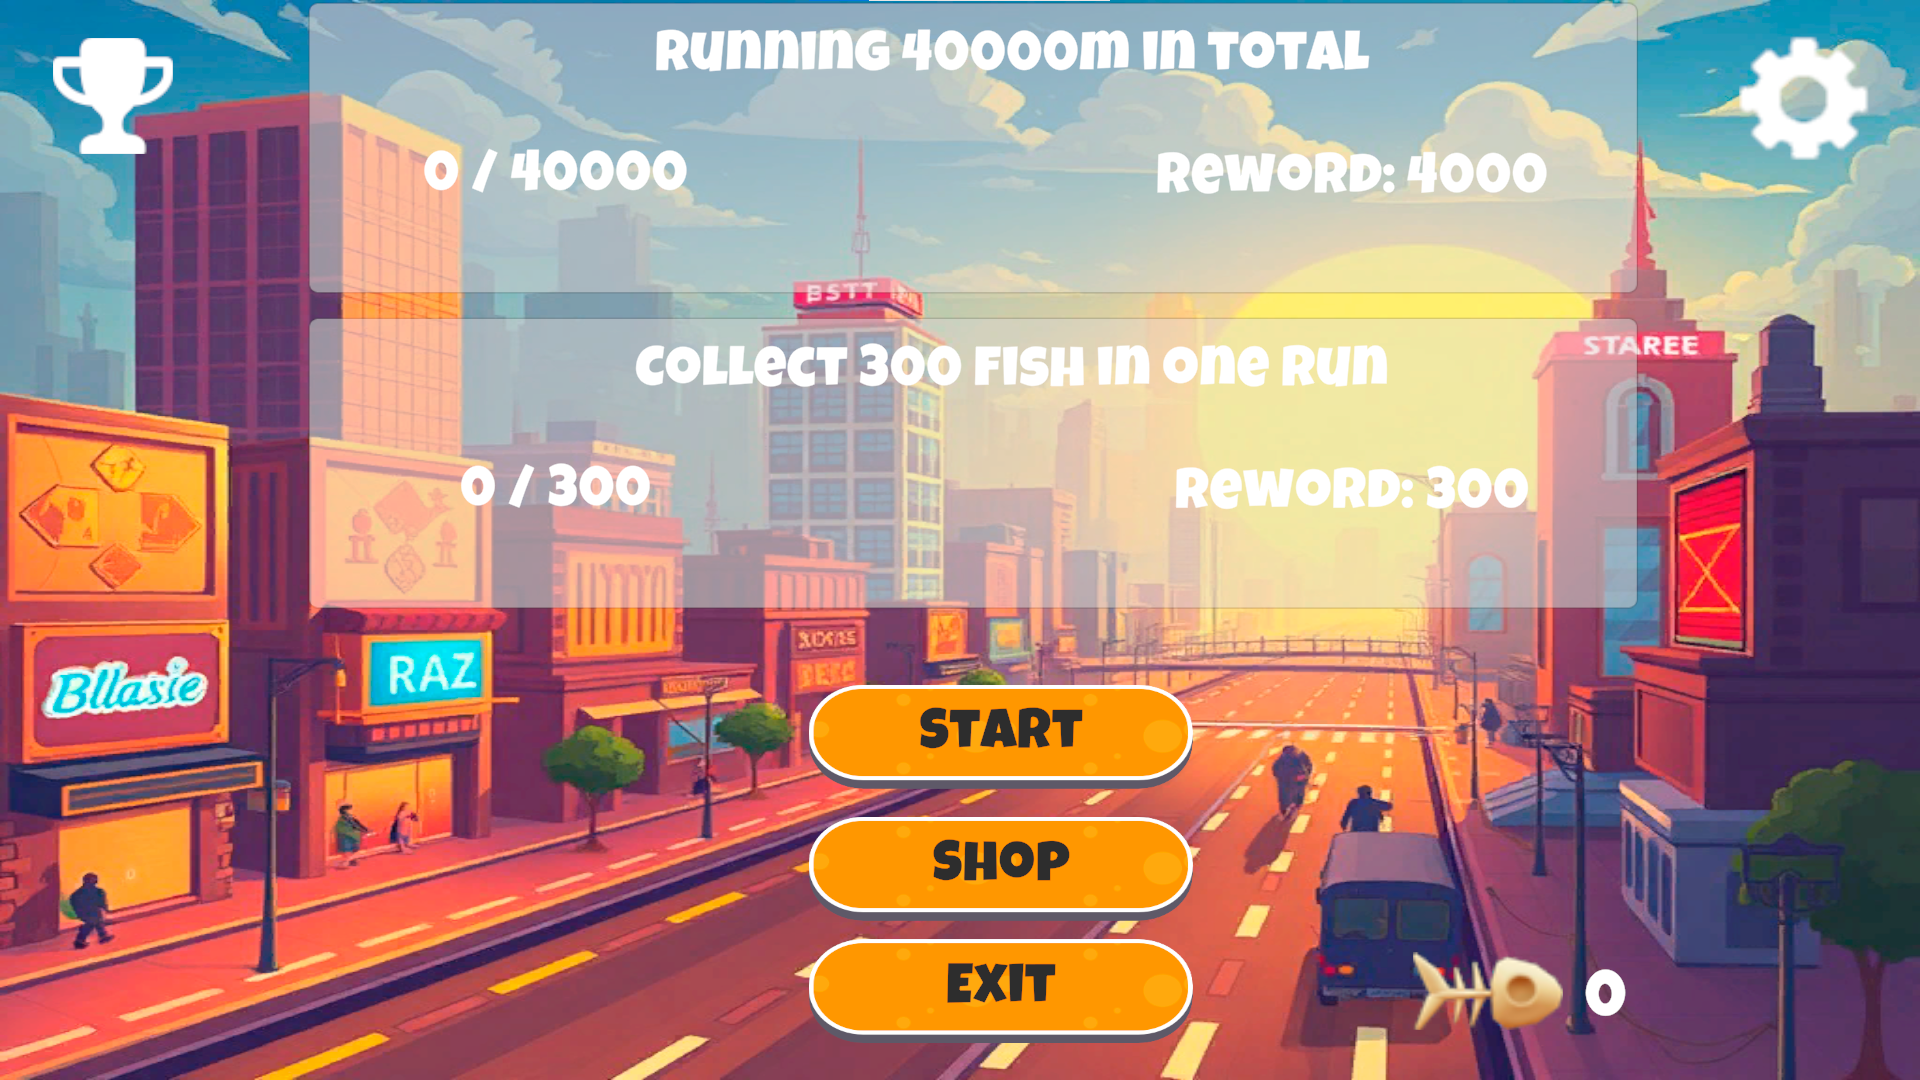 Running 40000m in total
0 / 40000
Reword: 4000
BSTT
Collect 300 fish in one run
STAREE
0 / 300
Reword: 300
Bllasie
RAZ
START
SHOP
EXIT
0